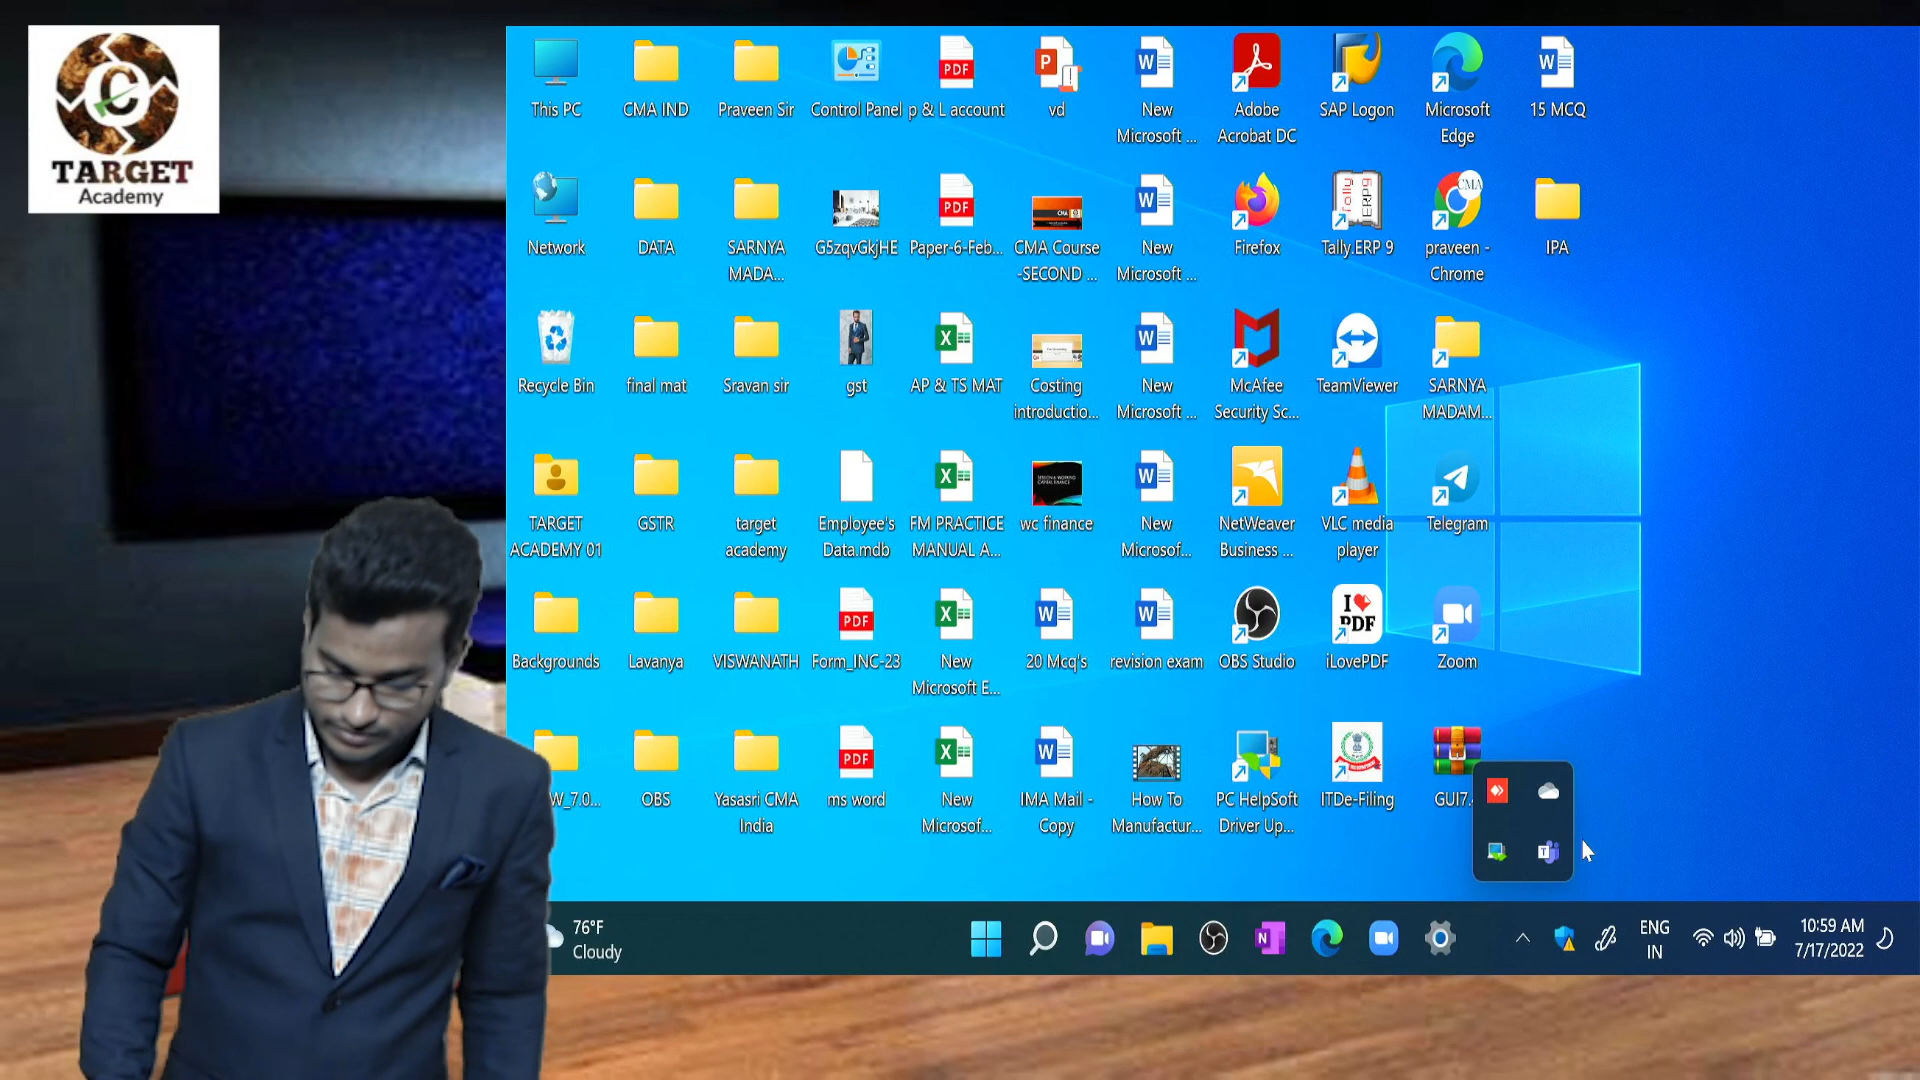 TARGET
Academy
This PC
CMA IND
Praveen Sir
Control Panel
p & L account
vd
New
Microsoft ...
Adobe
Acrobat DC
SAP Logon
Microsoft
Edge
15 MCQ
Network
DATA
SARNYA
MADA...
G5zqvGkjHE
Paper-6-Feb...
CMA Course
-SECOND ...
New
Microsoft ...
Firefox
Tally.ERP 9
praveen -
Chrome
IPA
Recycle Bin
final mat
Sravan sir
gst
AP & TS MAT
Costing
introductio...
New
Microsoft ...
McAfee
Security Sc...
TeamViewer
SARNYA
MADAM...
TARGET
ACADEMY 01
GSTR
target
academy
Employee's
Data.mdb
FM PRACTICE
MANUAL A...
wc finance
New
Microsof...
NetWeaver
Business ...
VLC media
player
Telegram
Backgrounds
Lavanya
VISWANATH
Form_INC-23
New
Microsoft E...
20 Mcq's
revision exam
OBS Studio
I
PDF
iLovePDF
Zoom
W_7.0...
OBS
Yasasri CMA
India
ms word
New
Microsof...
IMA Mail -
Copy
How To
Manufactur...
PC HelpSoft
Driver Up...
ITDe-Filing
GUI7.
76°F
Cloudy
ENG
IN
10:59 AM
7/17/2022